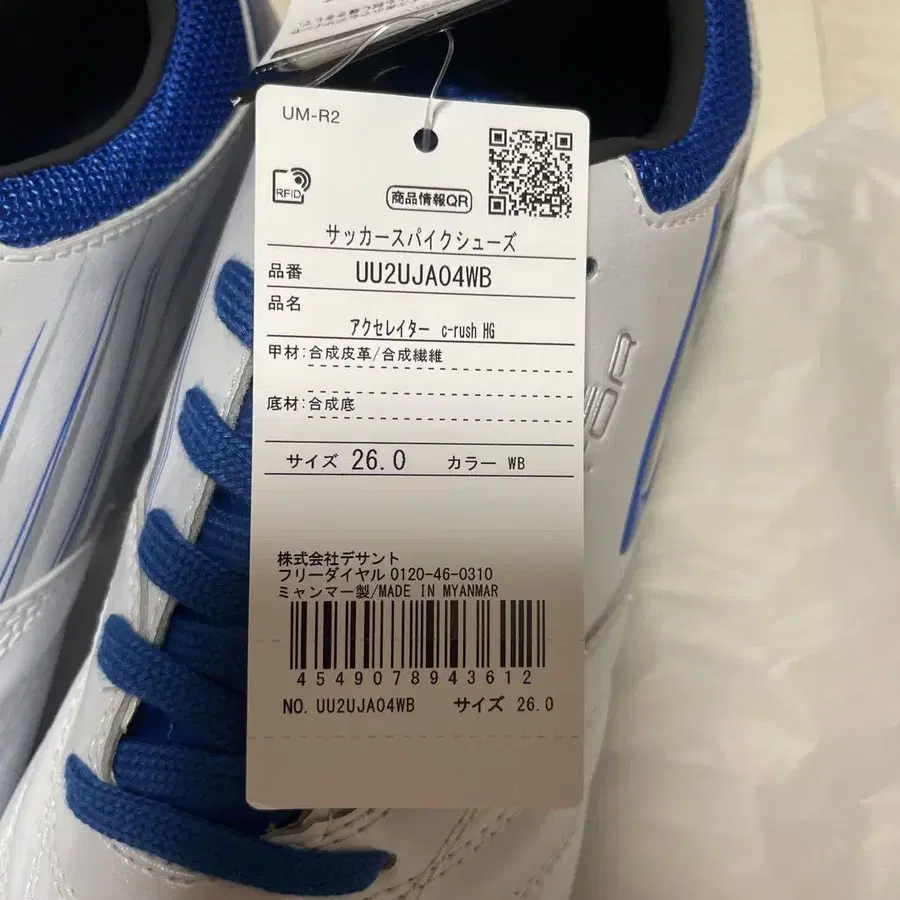 UM-R2
RFID
商品情報QR
サッカースパイクシューズ
品番 UU2UJA04WB
品名
アクセレイター c-rush HG
甲材:合成皮革/合成繊維
底材:合成底
サイズ 26.0 カラー WB
株式会社デサント
フリーダイヤル 0120-46-0310
ミャンマー製/MADE IN MYANMAR
4549078943612
NO. UU2UJA04WB サイズ 26.0